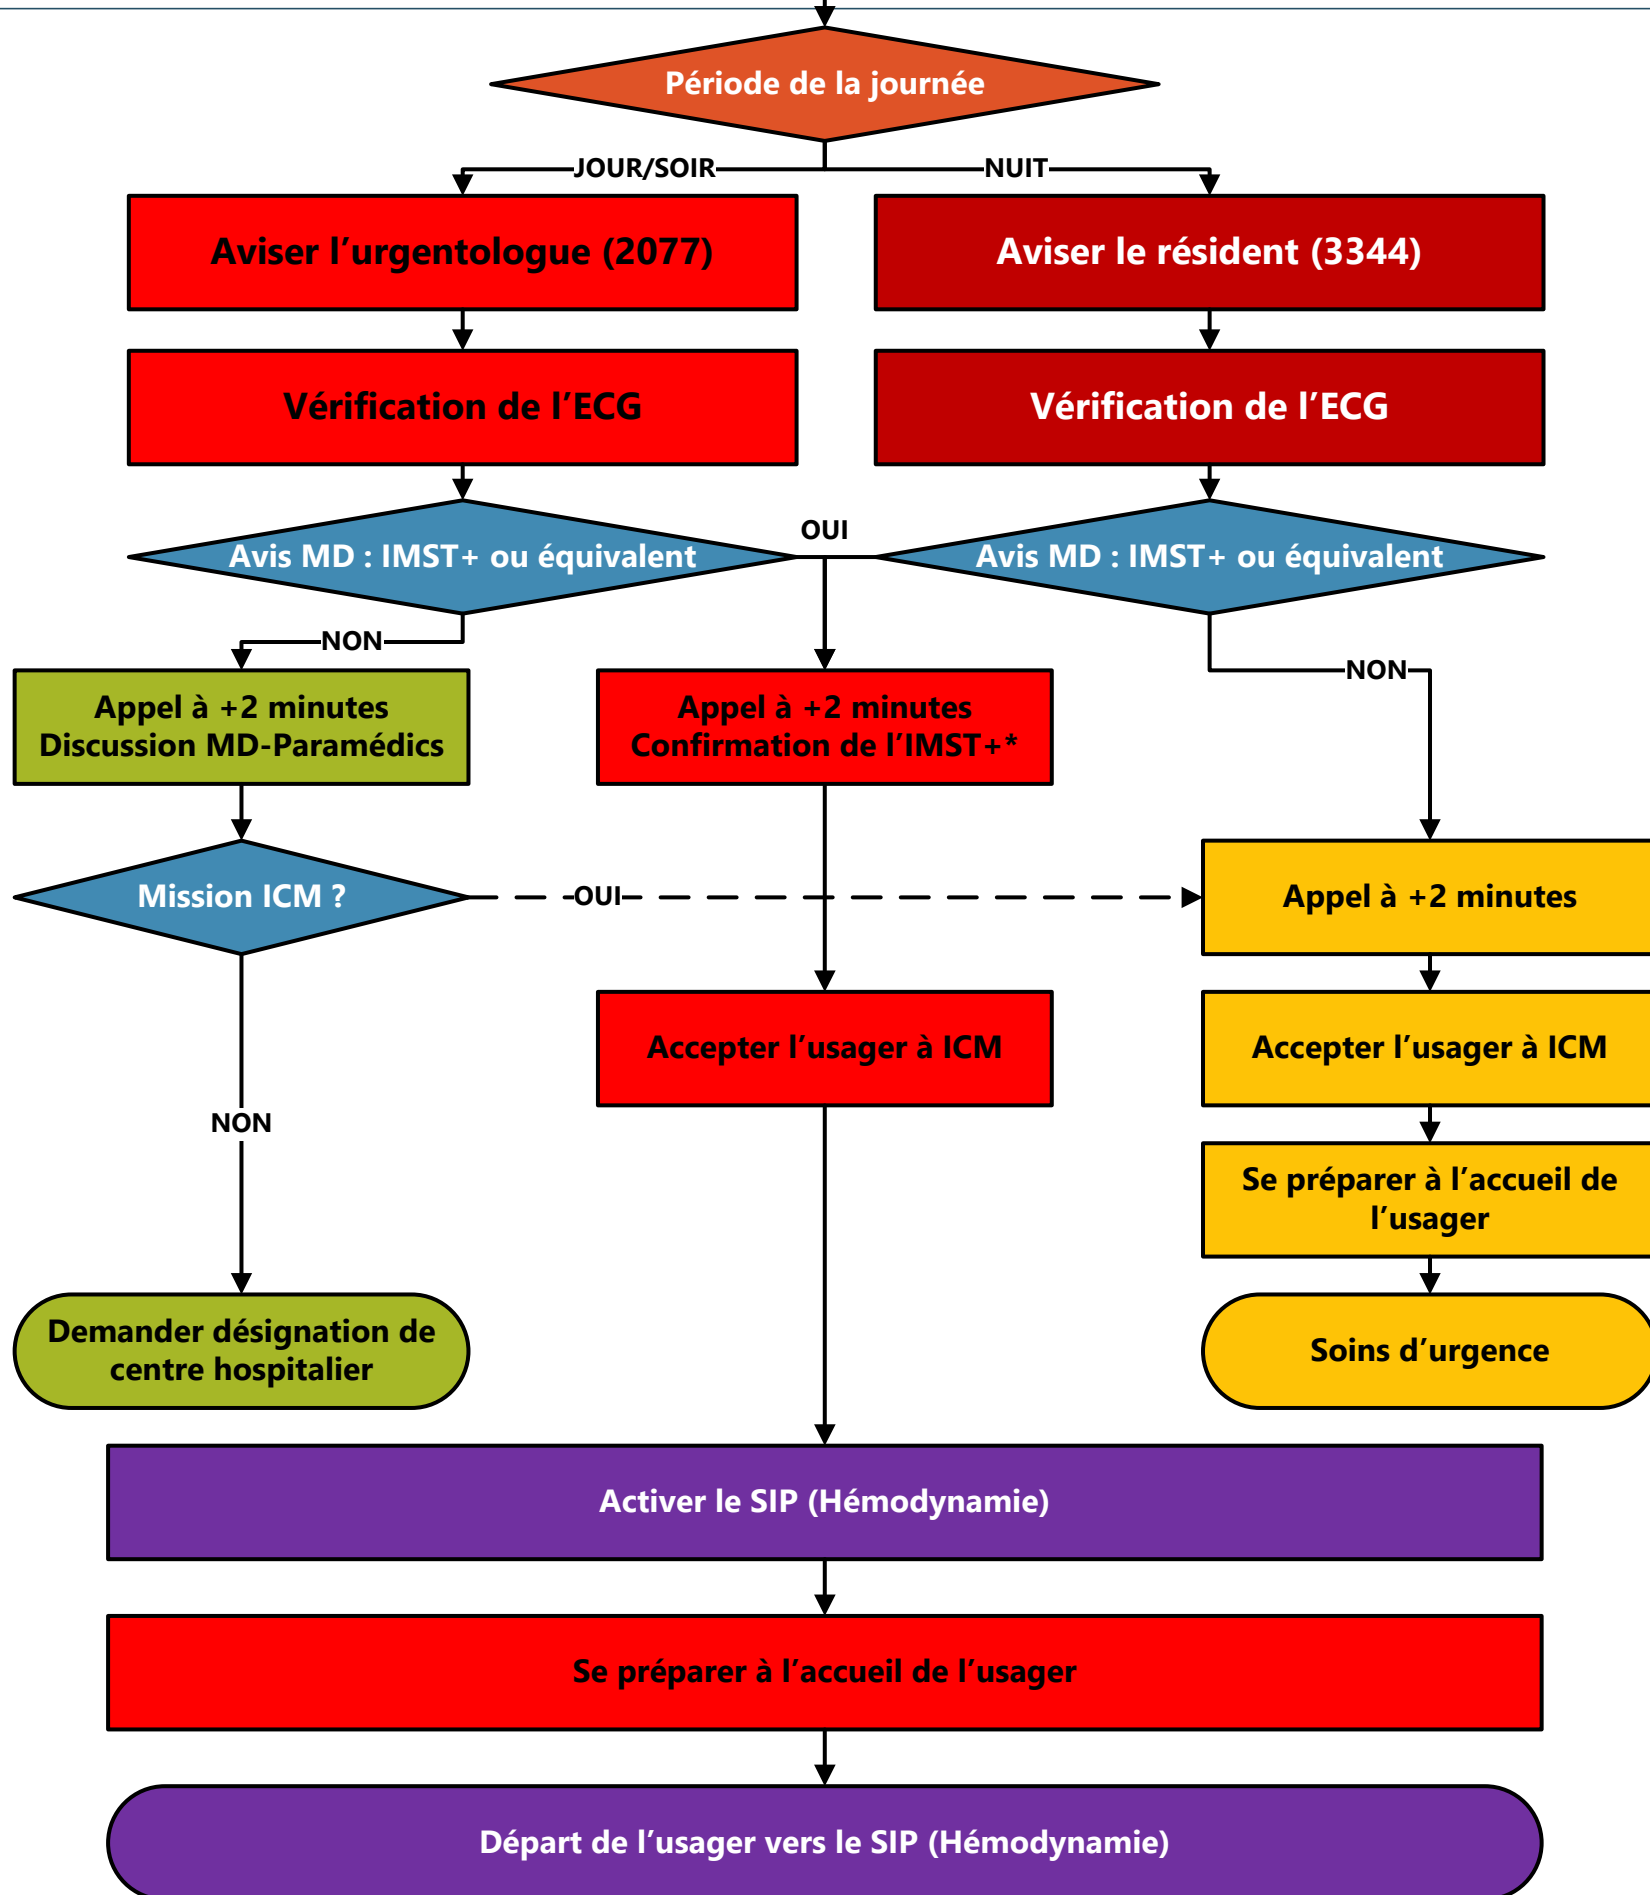 Période de la journée
JOUR/SOIR
NUIT
Aviser l’urgentologue (2077)
Aviser le résident (3344)
Vérification de l’ECG
Vérification de l’ECG
Avis MD : IMST+ ou équivalent
OUI
Avis MD : IMST+ ou équivalent
NON
NON
Appel à +2 minutes
Discussion MD-Paramédics
Appel à +2 minutes
Confirmation de l’IMST+*
Mission ICM ?
OUI
Appel à +2 minutes
Accepter l’usager à ICM
Accepter l’usager à ICM
NON
Se préparer à l’accueil de
l’usager
Demander désignation de
centre hospitalier
Soins d’urgence
Activer le SIP (Hémodynamie)
Se préparer à l’accueil de l’usager
Départ de l’usager vers le SIP (Hémodynamie)